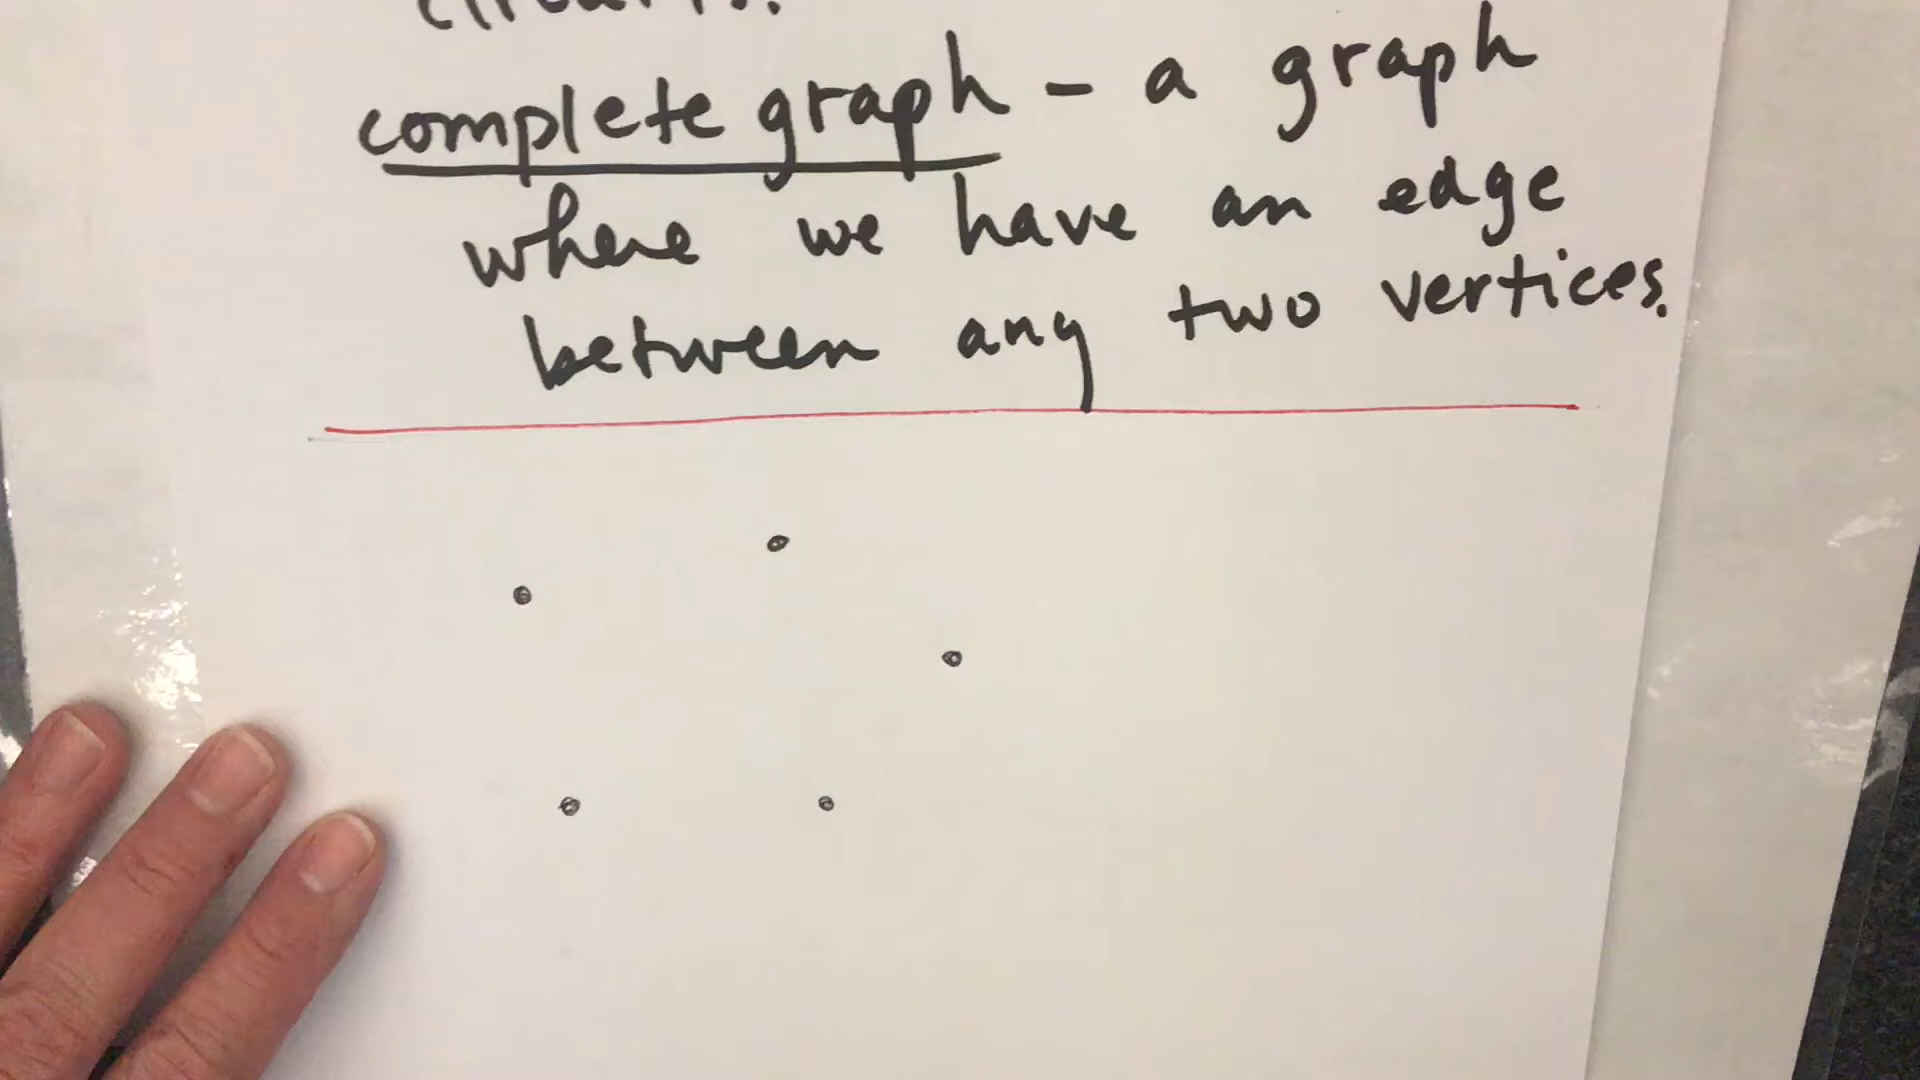 complete graph - a graph
where we have an edge
between any two vertices.